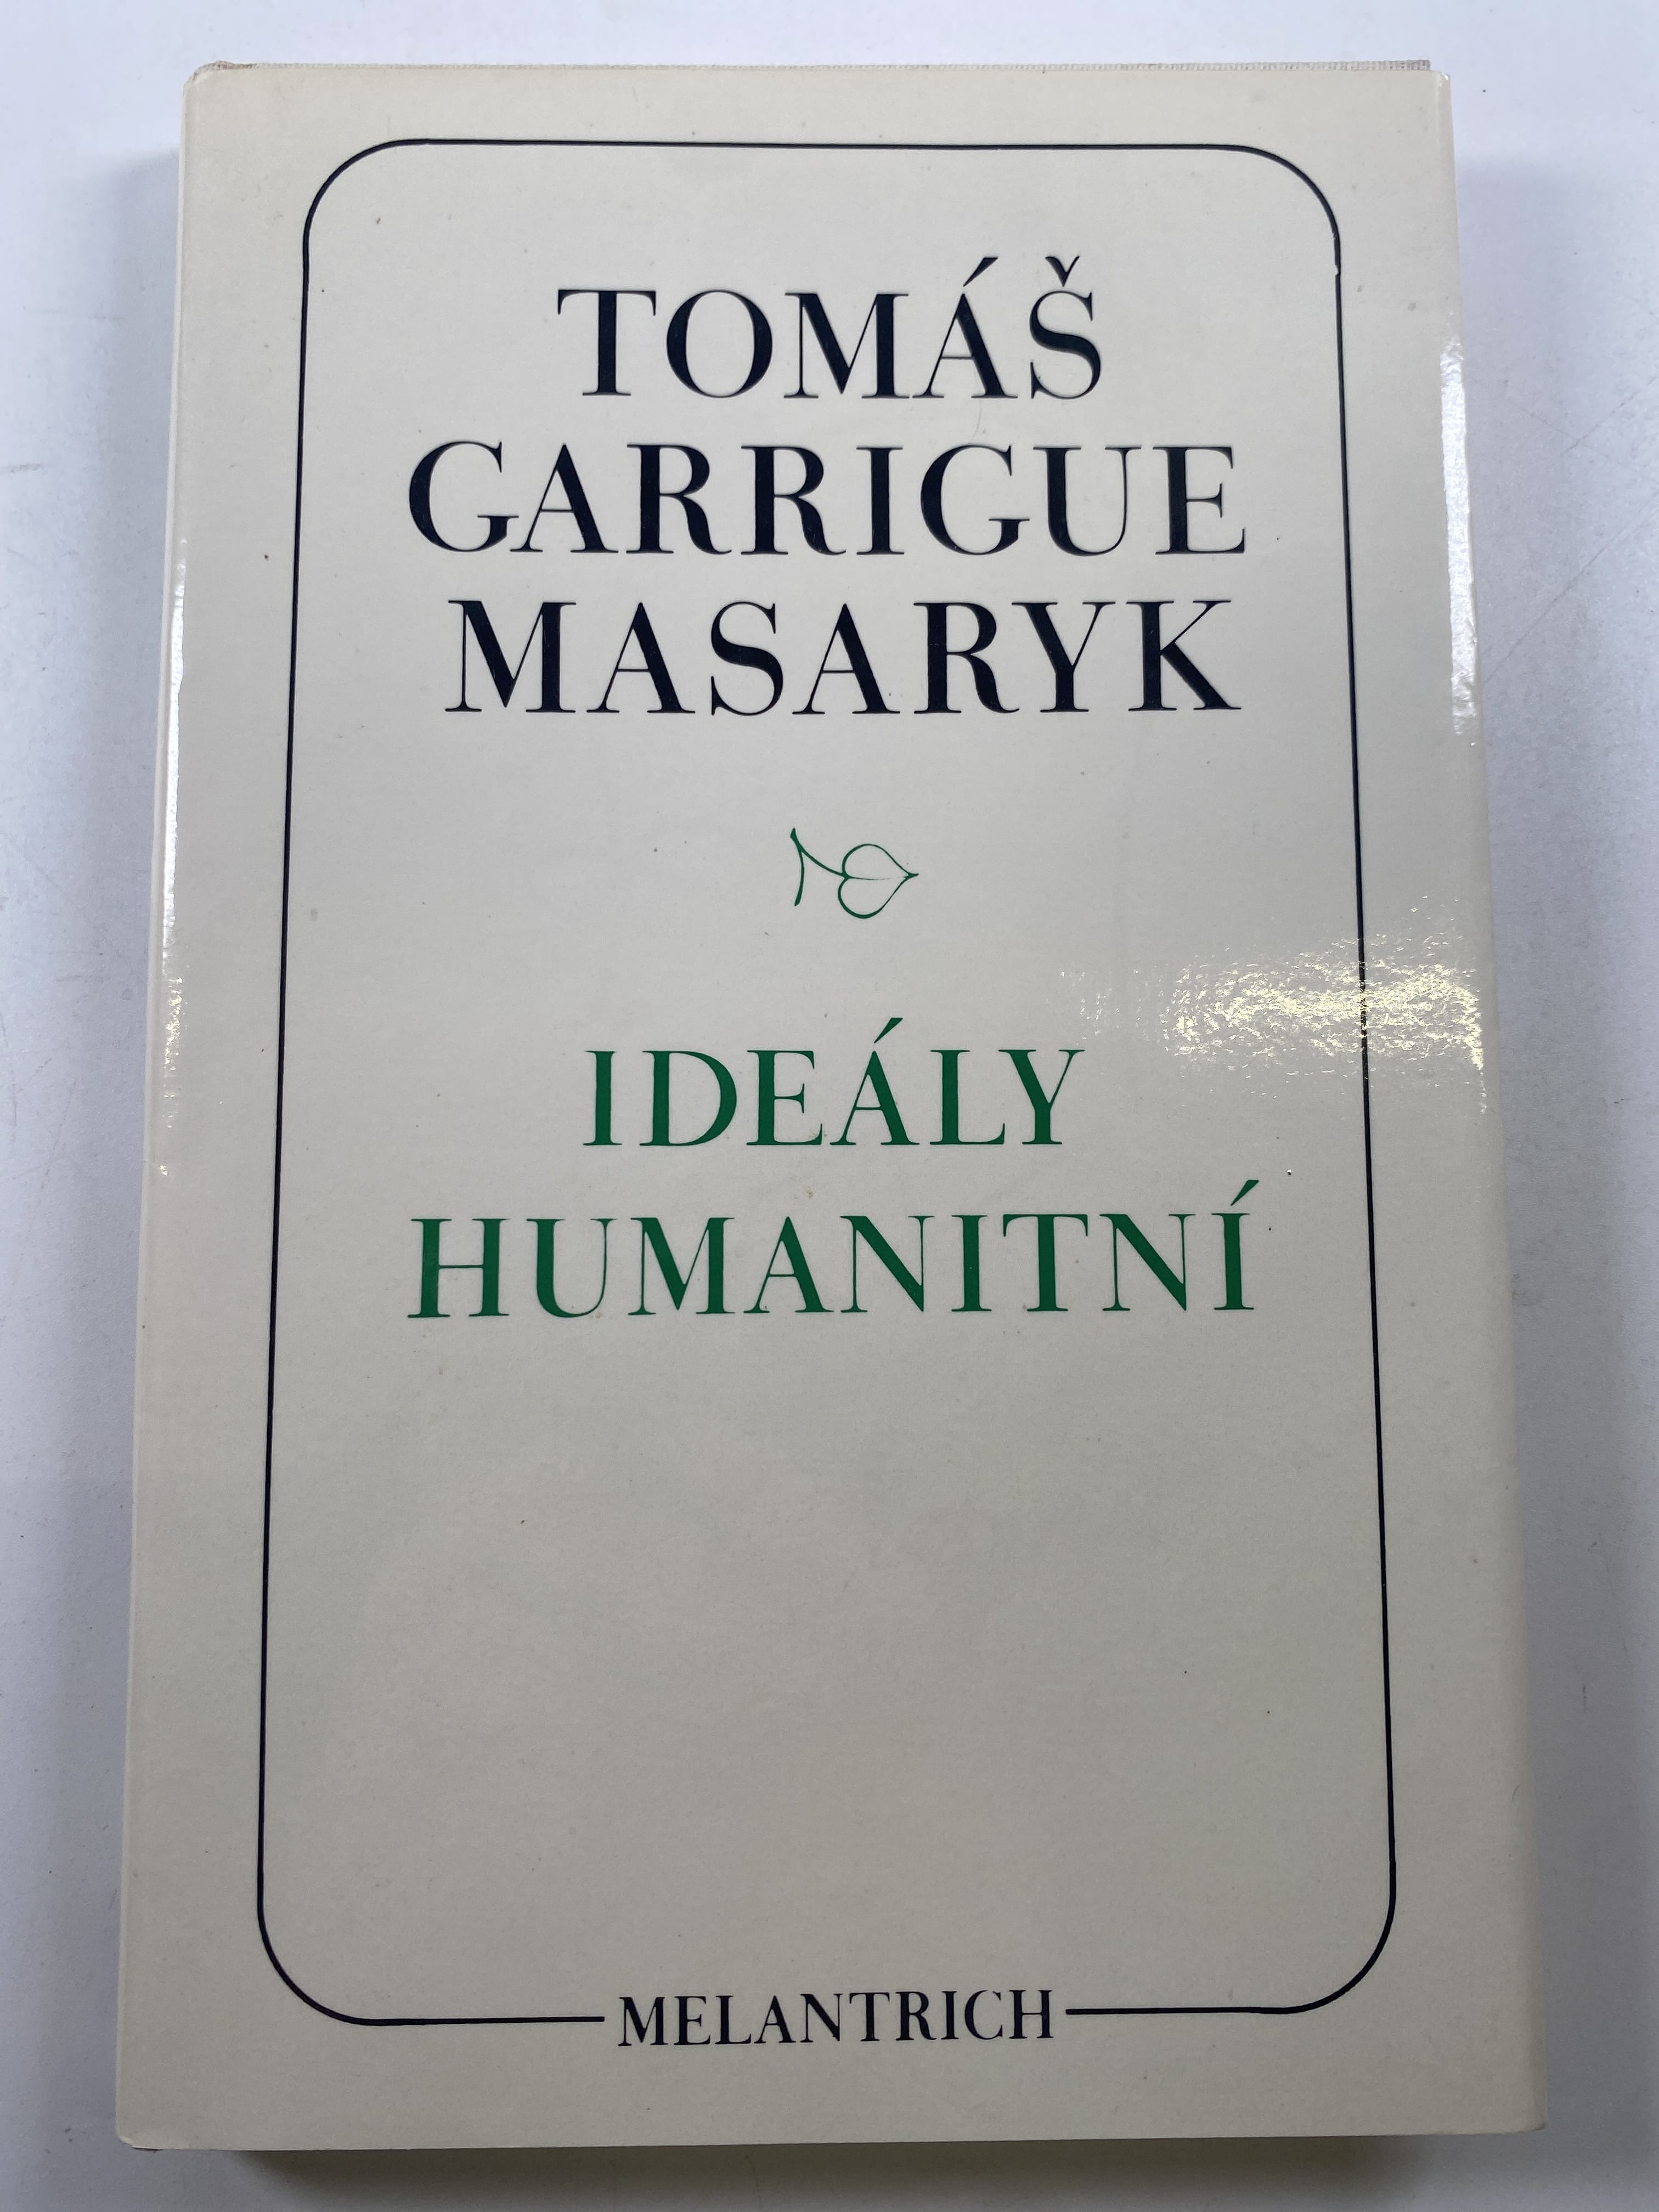 TOMÁŠ
GARRIGUE
MASARYK
IDEÁLY
HUMANITNÍ
MELANTRICH